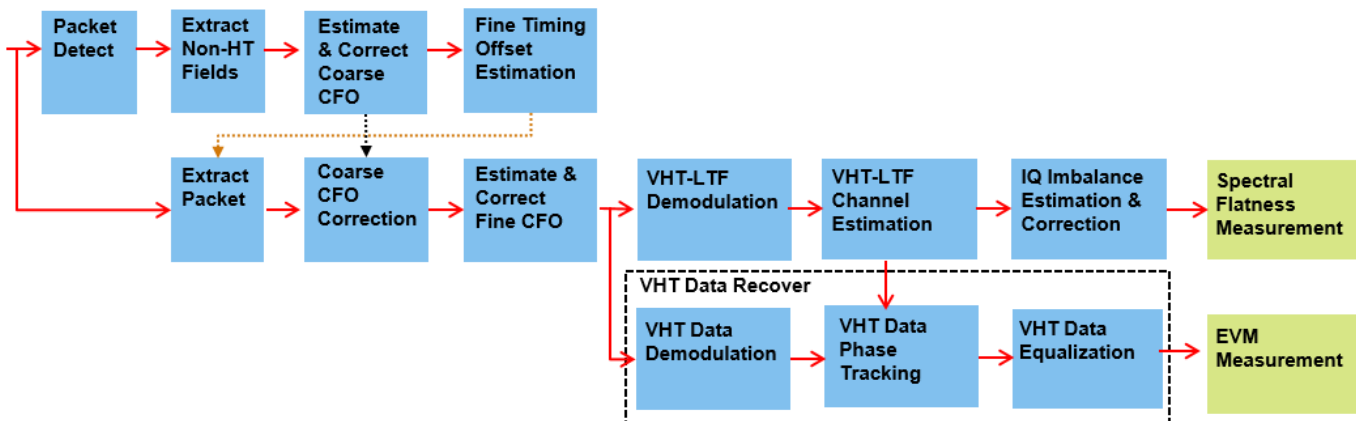 Packet
Detect
Extract
Non-HT
Fields
Estimate
& Correct
Coarse
CFO
Fine Timing
Offset
Estimation
Extract
Packet
Coarse
CFO
Correction
Estimate &
Correct
Fine CFO
VHT-LTF
Demodulation
VHT-LTF
Channel
Estimation
IQ Imbalance
Estimation &
Correction
Spectral
Flatness
Measurement
VHT Data Recover
VHT Data
Demodulation
VHT Data
Phase
Tracking
VHT Data
Equalization
EVM
Measurement